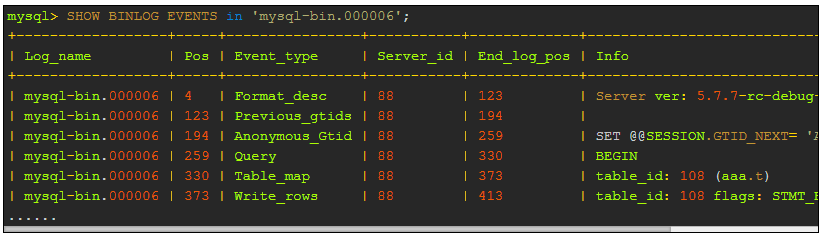 mysql> SHOW BINLOG EVENTS in 'mysql-bin.000006';
+------------------+-----+----------------+-----------+-------------+------------------------
| Log_name | Pos | Event_type | Server_id | End_log_pos | Info
+------------------+-----+----------------+-----------+-------------+------------------------
| mysql-bin.000006 | 4 | Format_desc | 88 | 123 | Server ver: 5.7.7-rc-debug-
| mysql-bin.000006 | 123 | Previous_gtids | 88 | 194 |
| mysql-bin.000006 | 194 | Anonymous_Gtid | 88 | 259 | SET @@SESSION.GTID_NEXT= 'A
| mysql-bin.000006 | 259 | Query | 88 | 330 | BEGIN
| mysql-bin.000006 | 330 | Table_map | 88 | 373 | table_id: 108 (aaa.t)
| mysql-bin.000006 | 373 | Write_rows | 88 | 413 | table_id: 108 flags: STMT_E
......